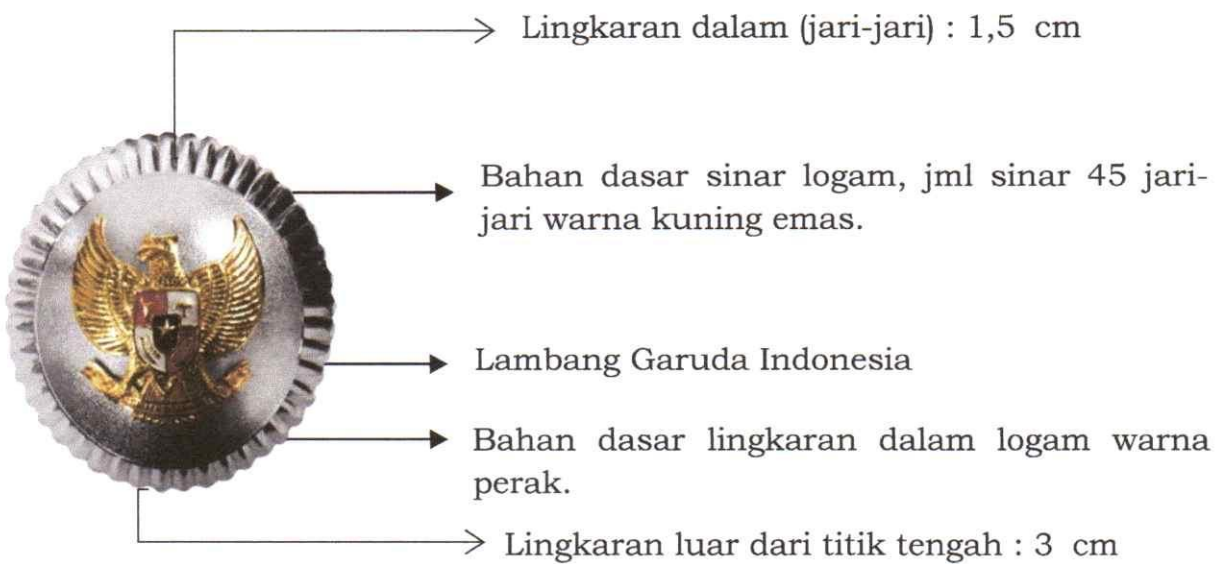 Lingkaran dalam (jari-jari) : 1,5 cm
Bahan dasar sinar logam, jml sinar 45 jari-
jari warna kuning emas.
Lambang Garuda Indonesia
Bahan dasar lingkaran dalam logam warna
perak.
Lingkaran luar dari titik tengah : 3 cm